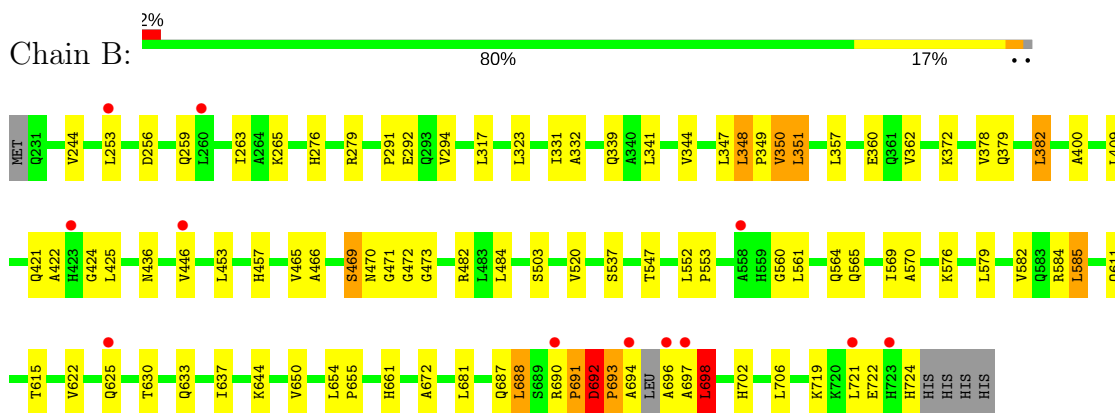 2%
Chain B:
80% 17% ..
MET Q231 V244 L253 D256 Q259 L260 I263 A264 K265 H276 R279 P291 E292 Q293 V294 L317 L323 I331 A332 Q339 A340 L341 V344 L347 L348 P349 V350 L351 L357 E360 Q361 V362 K372 V378 Q379 L382 A400 L409
Q421 A422 H423 G424 L425 N436 V446 L453 H457 V465 A466 S469 N470 G471 G472 G473 R482 L483 L484 S503 V520 S537 T547 L552 P553 A558 H559 G560 L561 Q564 Q565 I569 A570 K576 L579 V582 Q583 R584 L585 Q611
T615 V622 Q625 T630 Q633 I637 K644 V650 L654 P655 H661 A672 L681 Q687 L688 S689 R690 P691 D692 P693 A694 LEU A696 A697 L698 H702 L706 K719 K720 L721 E722 H723 H724 HIS HIS HIS HIS